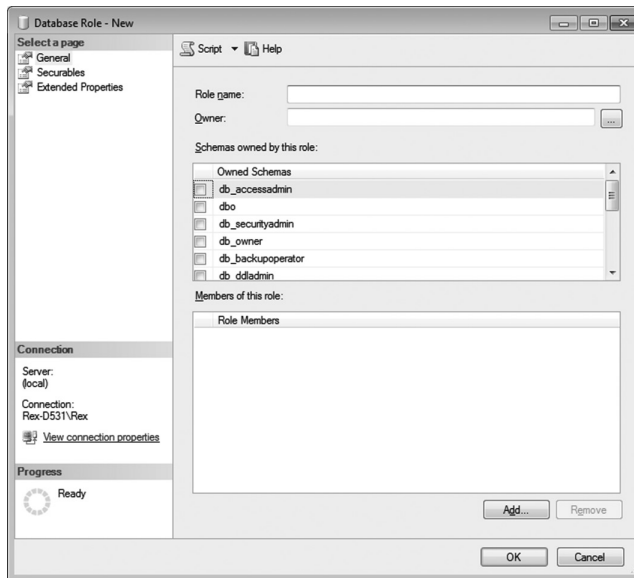 Database Role - New
Select a page
General
Securables
Extended Properties
Script
Help
Role name:
Owner:
...
Schemas owned by this role:
Owned Schemas
db_accessadmin
dbo
db_securityadmin
db_owner
db_backupoperator
db_ddladmin
Members of this role:
Role Members
Connection
Server:
(local)
Connection:
Rex-D531\Rex
View connection properties
Progress
Ready
Add...
Remove
OK
Cancel